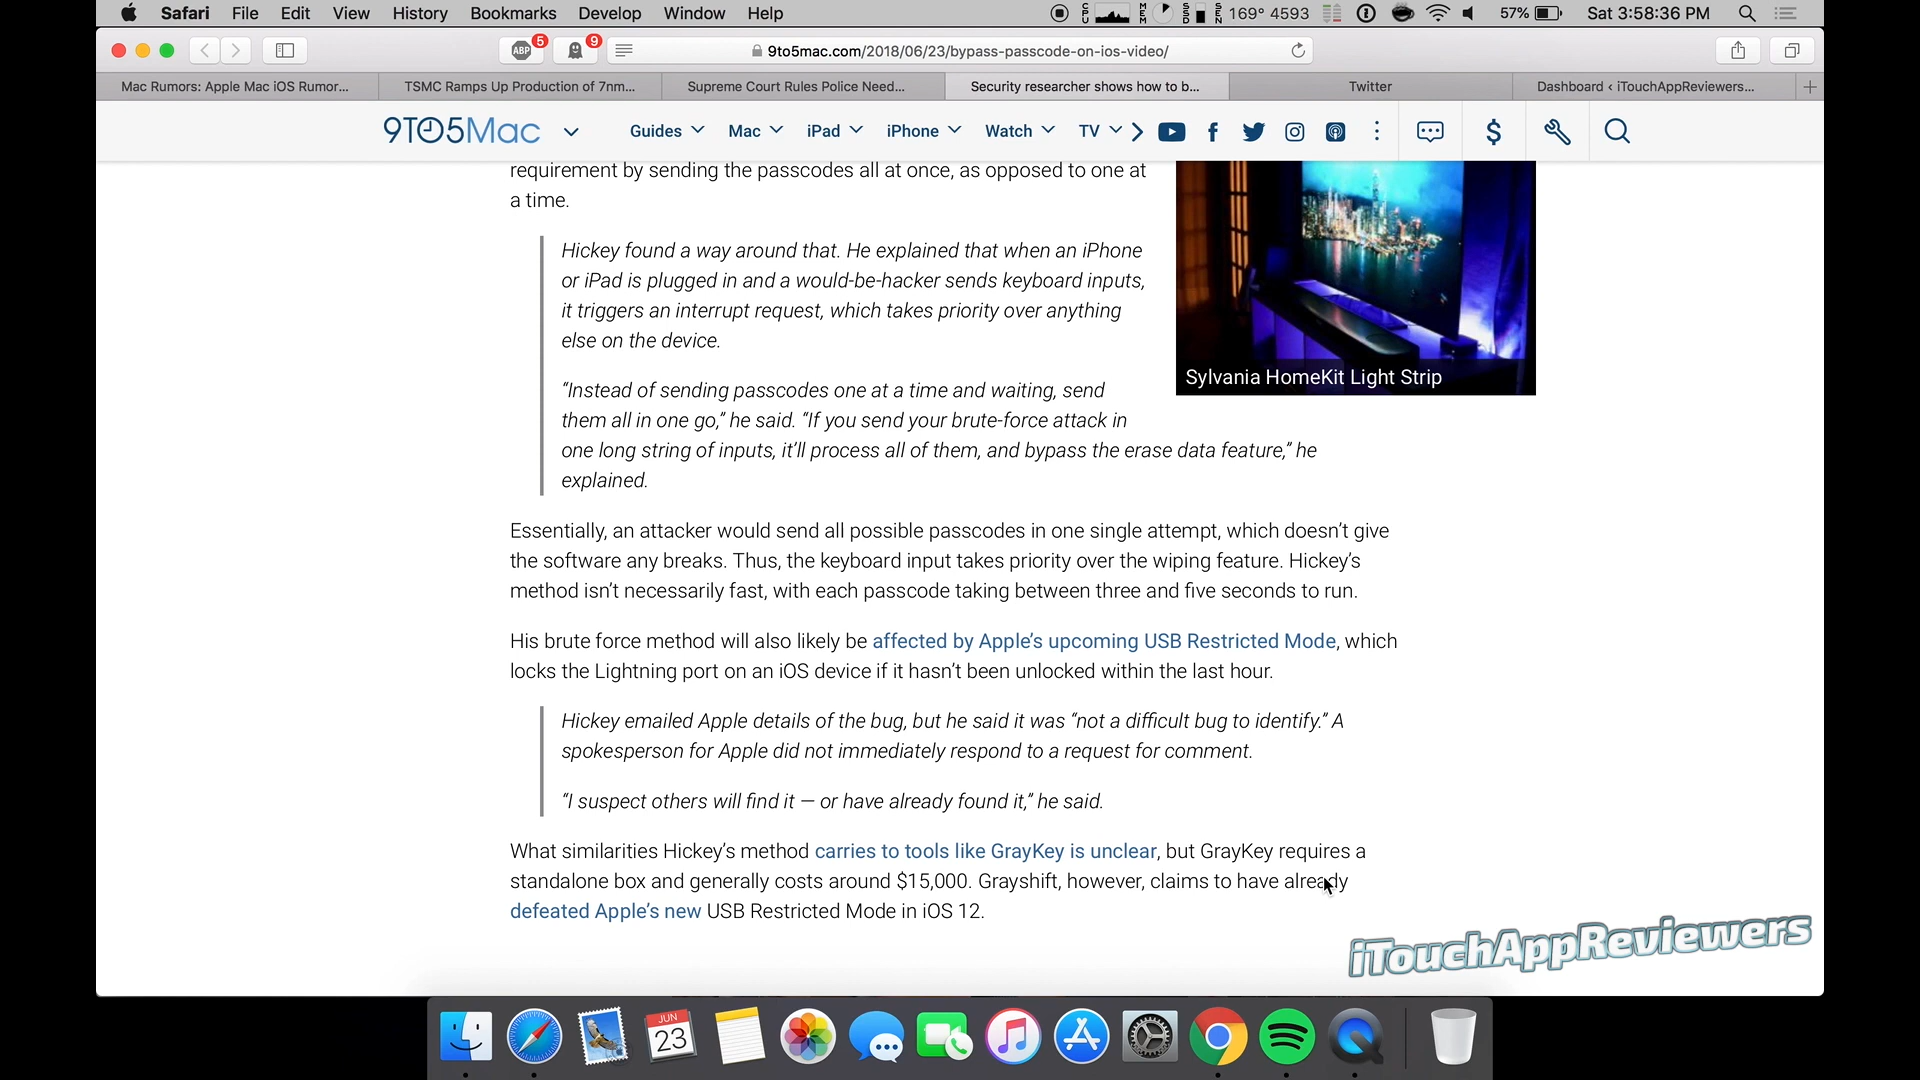 Safari File Edit View History Bookmarks Develop Window Help
CPU MEM SSD SEN 169° 4593 57% Sat 3:58:36 PM
ABP 5 9 9to5mac.com/2018/06/23/bypass-passcode-on-ios-video/
Mac Rumors: Apple Mac iOS Rumor... TSMC Ramps Up Production of 7nm... Supreme Court Rules Police Need... Security researcher shows how to b... Twitter Dashboard ‹ iTouchAppReviewers...
9TO5Mac Guides Mac iPad iPhone Watch TV
requirement by sending the passcodes all at once, as opposed to one at
a time.
Hickey found a way around that. He explained that when an iPhone
or iPad is plugged in and a would-be-hacker sends keyboard inputs,
it triggers an interrupt request, which takes priority over anything
else on the device.
Sylvania HomeKit Light Strip
“Instead of sending passcodes one at a time and waiting, send
them all in one go,” he said. “If you send your brute-force attack in
one long string of inputs, it’ll process all of them, and bypass the erase data feature,” he
explained.
Essentially, an attacker would send all possible passcodes in one single attempt, which doesn’t give
the software any breaks. Thus, the keyboard input takes priority over the wiping feature. Hickey’s
method isn’t necessarily fast, with each passcode taking between three and five seconds to run.
His brute force method will also likely be affected by Apple’s upcoming USB Restricted Mode, which
locks the Lightning port on an iOS device if it hasn’t been unlocked within the last hour.
Hickey emailed Apple details of the bug, but he said it was “not a difficult bug to identify.” A
spokesperson for Apple did not immediately respond to a request for comment.
“I suspect others will find it — or have already found it,” he said.
What similarities Hickey’s method carries to tools like GrayKey is unclear, but GrayKey requires a
standalone box and generally costs around $15,000. Grayshift, however, claims to have already
defeated Apple’s new USB Restricted Mode in iOS 12.
iTouchAppReviewers
JUN
23